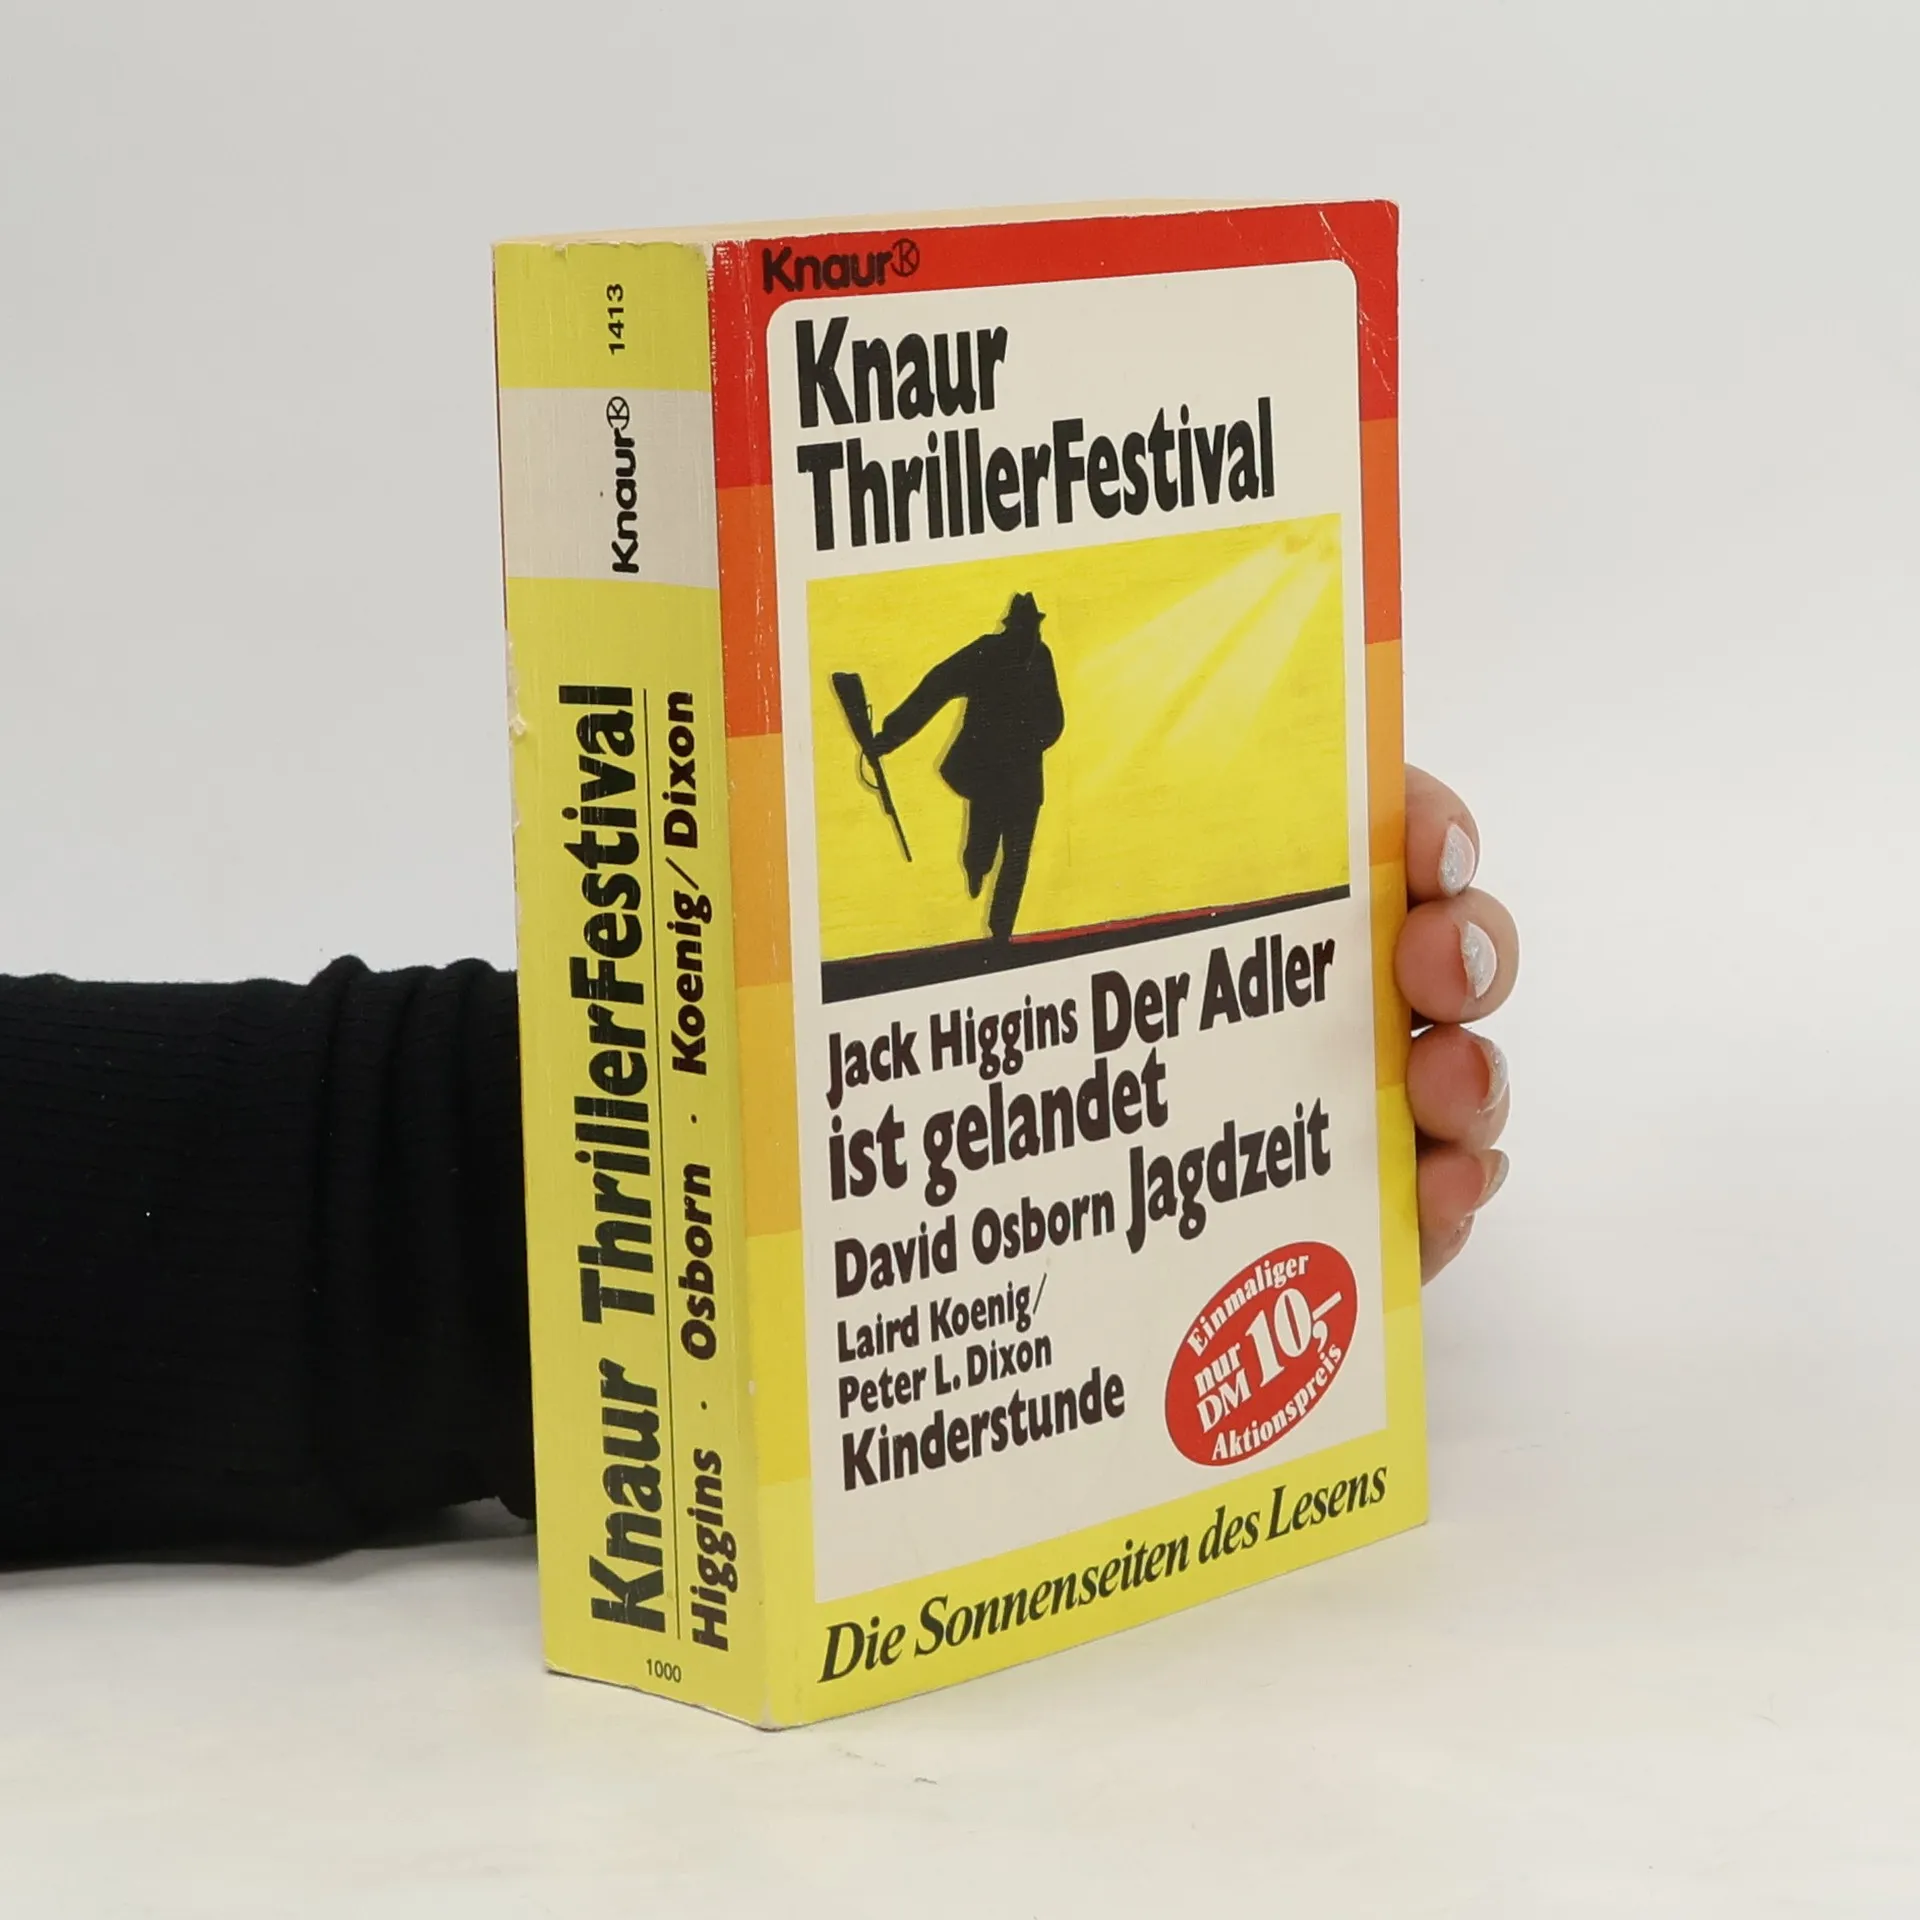 Knaur
Knaur
ThrillerFestival
Jack Higgins Der Adler
ist gelandet
David Osborn Jagdzeit
Laird Koenig/
Peter L. Dixon
Kinderstunde
Einmaliger
nur
DM 10,–
Aktionspreis
Die Sonnenseiten des Lesens
1413
Knaur
Knaur ThrillerFestival
Higgins · Osborn · Koenig/Dixon
1000